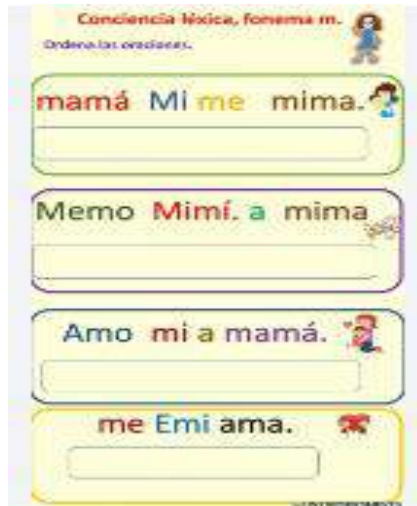 Conciencia léxica, fonema m.
Ordena las oraciones.
mamá Mi me mima.
Memo Mimí. a mima
Amo mi a mamá.
me Emi ama.